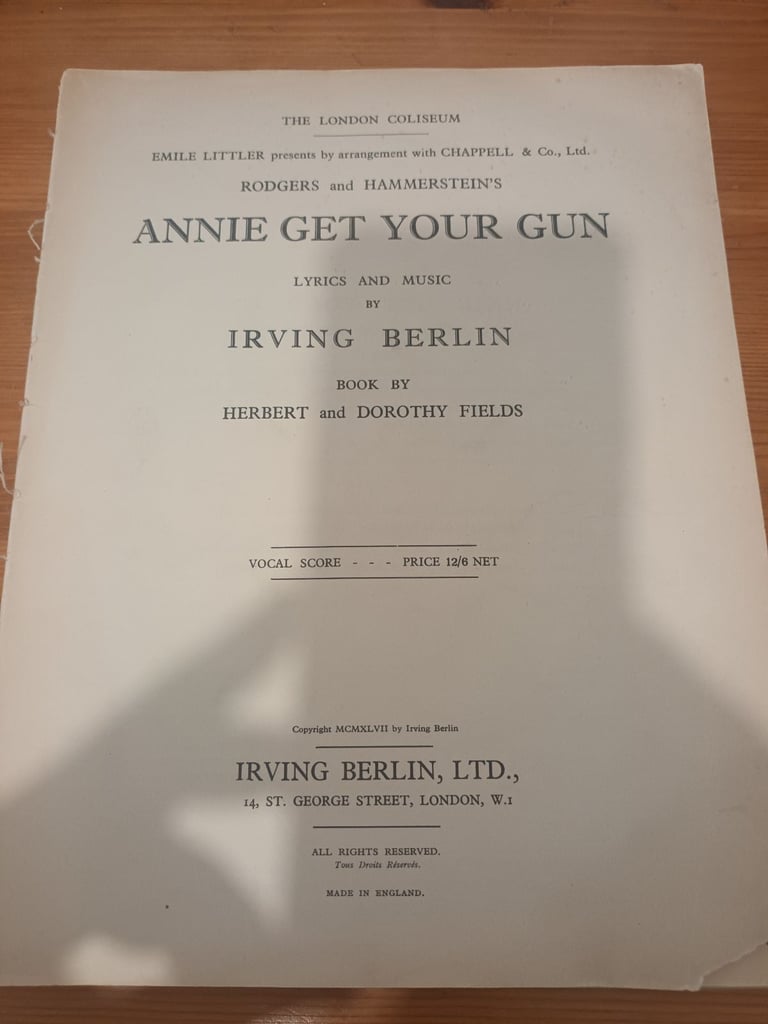 THE LONDON COLISEUM
EMILE LITTLER presents by arrangement with CHAPPELL & Co., Ltd.
RODGERS and HAMMERSTEIN'S
ANNIE GET YOUR GUN
LYRICS AND MUSIC
BY
IRVING BERLIN
BOOK BY
HERBERT and DOROTHY FIELDS
VOCAL SCORE - - - PRICE 12/6 NET
Copyright MCMXLVII by Irving Berlin
IRVING BERLIN, LTD.,
14, ST. GEORGE STREET, LONDON, W.1
ALL RIGHTS RESERVED.
Tous Droits Réservés.
MADE IN ENGLAND.